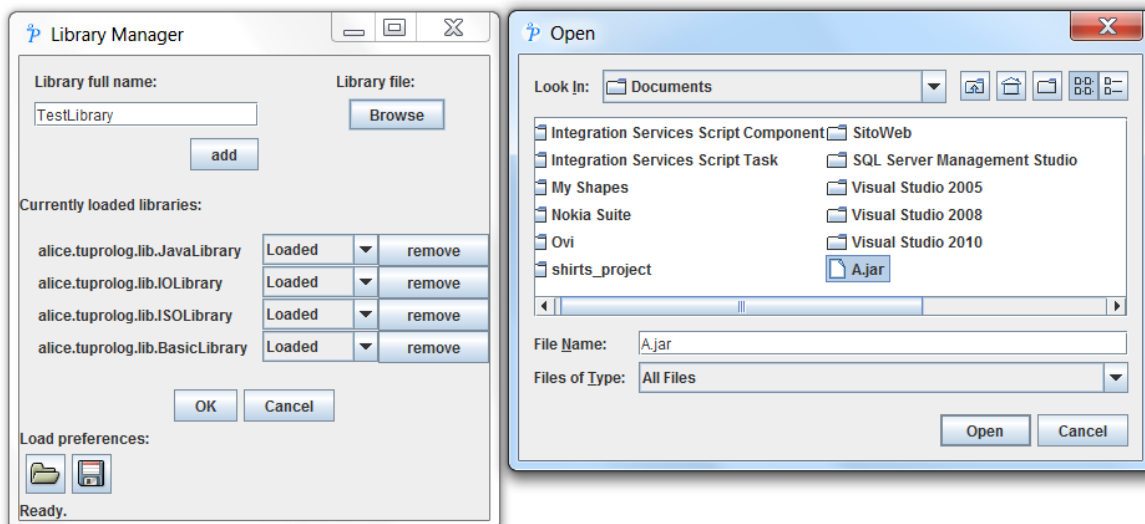 Library Manager
Library full name:
Library file:
TestLibrary
Browse
add
Currently loaded libraries:
alice.tuprolog.lib.JavaLibrary Loaded remove
alice.tuprolog.lib.IOLibrary Loaded remove
alice.tuprolog.lib.ISOLibrary Loaded remove
alice.tuprolog.lib.BasicLibrary Loaded remove
OK Cancel
Load preferences:
Ready.
Open
Look In: Documents
Integration Services Script Component
Integration Services Script Task
My Shapes
Nokia Suite
Ovi
shirts_project
SitoWeb
SQL Server Management Studio
Visual Studio 2005
Visual Studio 2008
Visual Studio 2010
A.jar
File Name: A.jar
Files of Type: All Files
Open Cancel